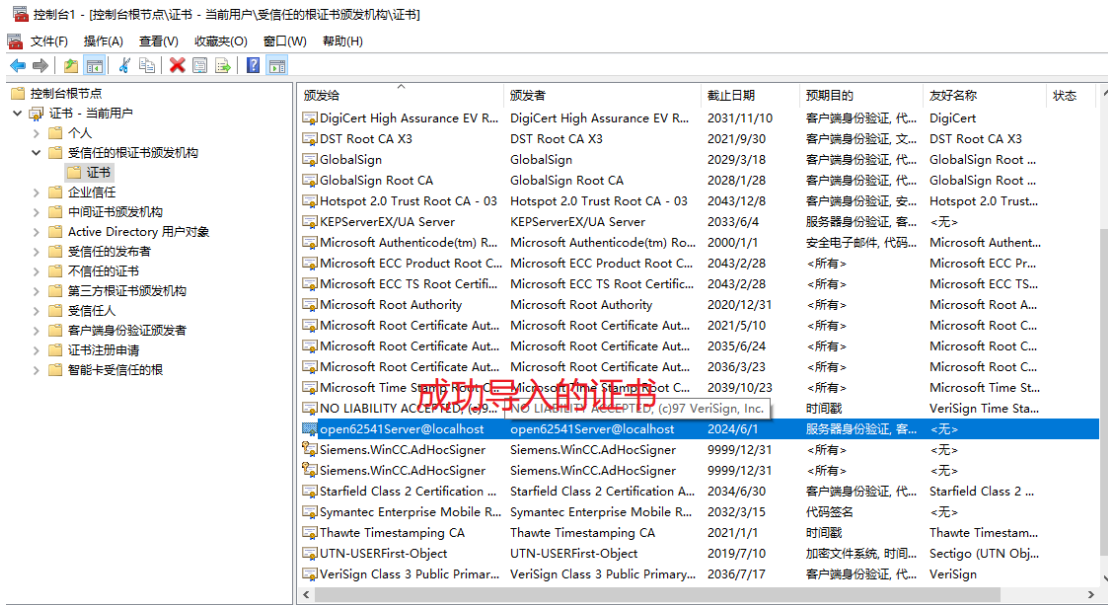 控制台1 - [控制台根节点\证书 - 当前用户\受信任的根证书颁发机构\证书]
文件(F) 操作(A) 查看(V) 收藏夹(O) 窗口(W) 帮助(H)
控制台根节点
证书 - 当前用户
个人
受信任的根证书颁发机构
证书
企业信任
中间证书颁发机构
Active Directory 用户对象
受信任的发布者
不信任的证书
第三方根证书颁发机构
受信任人
客户端身份验证颁发者
证书注册申请
智能卡受信任的根
颁发给 颁发者 截止日期 预期目的 友好名称 状态
DigiCert High Assurance EV R... DigiCert High Assurance EV R... 2031/11/10 客户端身份验证, 代... DigiCert
DST Root CA X3 DST Root CA X3 2021/9/30 客户端身份验证, 文... DST Root CA X3
GlobalSign GlobalSign 2029/3/18 客户端身份验证, 代... GlobalSign Root ...
GlobalSign Root CA GlobalSign Root CA 2028/1/28 客户端身份验证, 代... GlobalSign Root ...
Hotspot 2.0 Trust Root CA - 03 Hotspot 2.0 Trust Root CA - 03 2043/12/8 客户端身份验证, 安... Hotspot 2.0 Trust...
KEPServerEX/UA Server KEPServerEX/UA Server 2033/6/4 服务器身份验证, 客... <无>
Microsoft Authenticode(tm) R... Microsoft Authenticode(tm) Ro... 2000/1/1 安全电子邮件, 代码... Microsoft Authent...
Microsoft ECC Product Root C... Microsoft ECC Product Root C... 2043/2/28 <所有> Microsoft ECC Pr...
Microsoft ECC TS Root Certifi... Microsoft ECC TS Root Certific... 2043/2/28 <所有> Microsoft ECC TS...
Microsoft Root Authority Microsoft Root Authority 2020/12/31 <所有> Microsoft Root A...
Microsoft Root Certificate Aut... Microsoft Root Certificate Aut... 2021/5/10 <所有> Microsoft Root C...
Microsoft Root Certificate Aut... Microsoft Root Certificate Aut... 2035/6/24 <所有> Microsoft Root C...
Microsoft Root Certificate Aut... Microsoft Root Certificate Aut... 2036/3/23 <所有> Microsoft Root C...
Microsoft Time Stamp Root C... Microsoft Time Stamp Root C... 2039/10/23 <所有> Microsoft Time St...
成功导入的证书
NO LIABILITY ACCEPTED, (c)9... NO LIABILITY ACCEPTED, (c)97 VeriSign, Inc. 时间戳 VeriSign Time Sta...
open62541Server@localhost open62541Server@localhost 2024/6/1 服务器身份验证, 客... <无>
Siemens.WinCC.AdHocSigner Siemens.WinCC.AdHocSigner 9999/12/31 <所有> <无>
Siemens.WinCC.AdHocSigner Siemens.WinCC.AdHocSigner 9999/12/31 <所有> <无>
Starfield Class 2 Certification ... Starfield Class 2 Certification A... 2034/6/30 客户端身份验证, 代... Starfield Class 2 ...
Symantec Enterprise Mobile R... Symantec Enterprise Mobile R... 2032/3/15 代码签名 <无>
Thawte Timestamping CA Thawte Timestamping CA 2021/1/1 时间戳 Thawte Timestam...
UTN-USERFirst-Object UTN-USERFirst-Object 2019/7/10 加密文件系统, 时间... Sectigo (UTN Obj...
VeriSign Class 3 Public Primar... VeriSign Class 3 Public Primary... 2036/7/17 客户端身份验证, 代... VeriSign